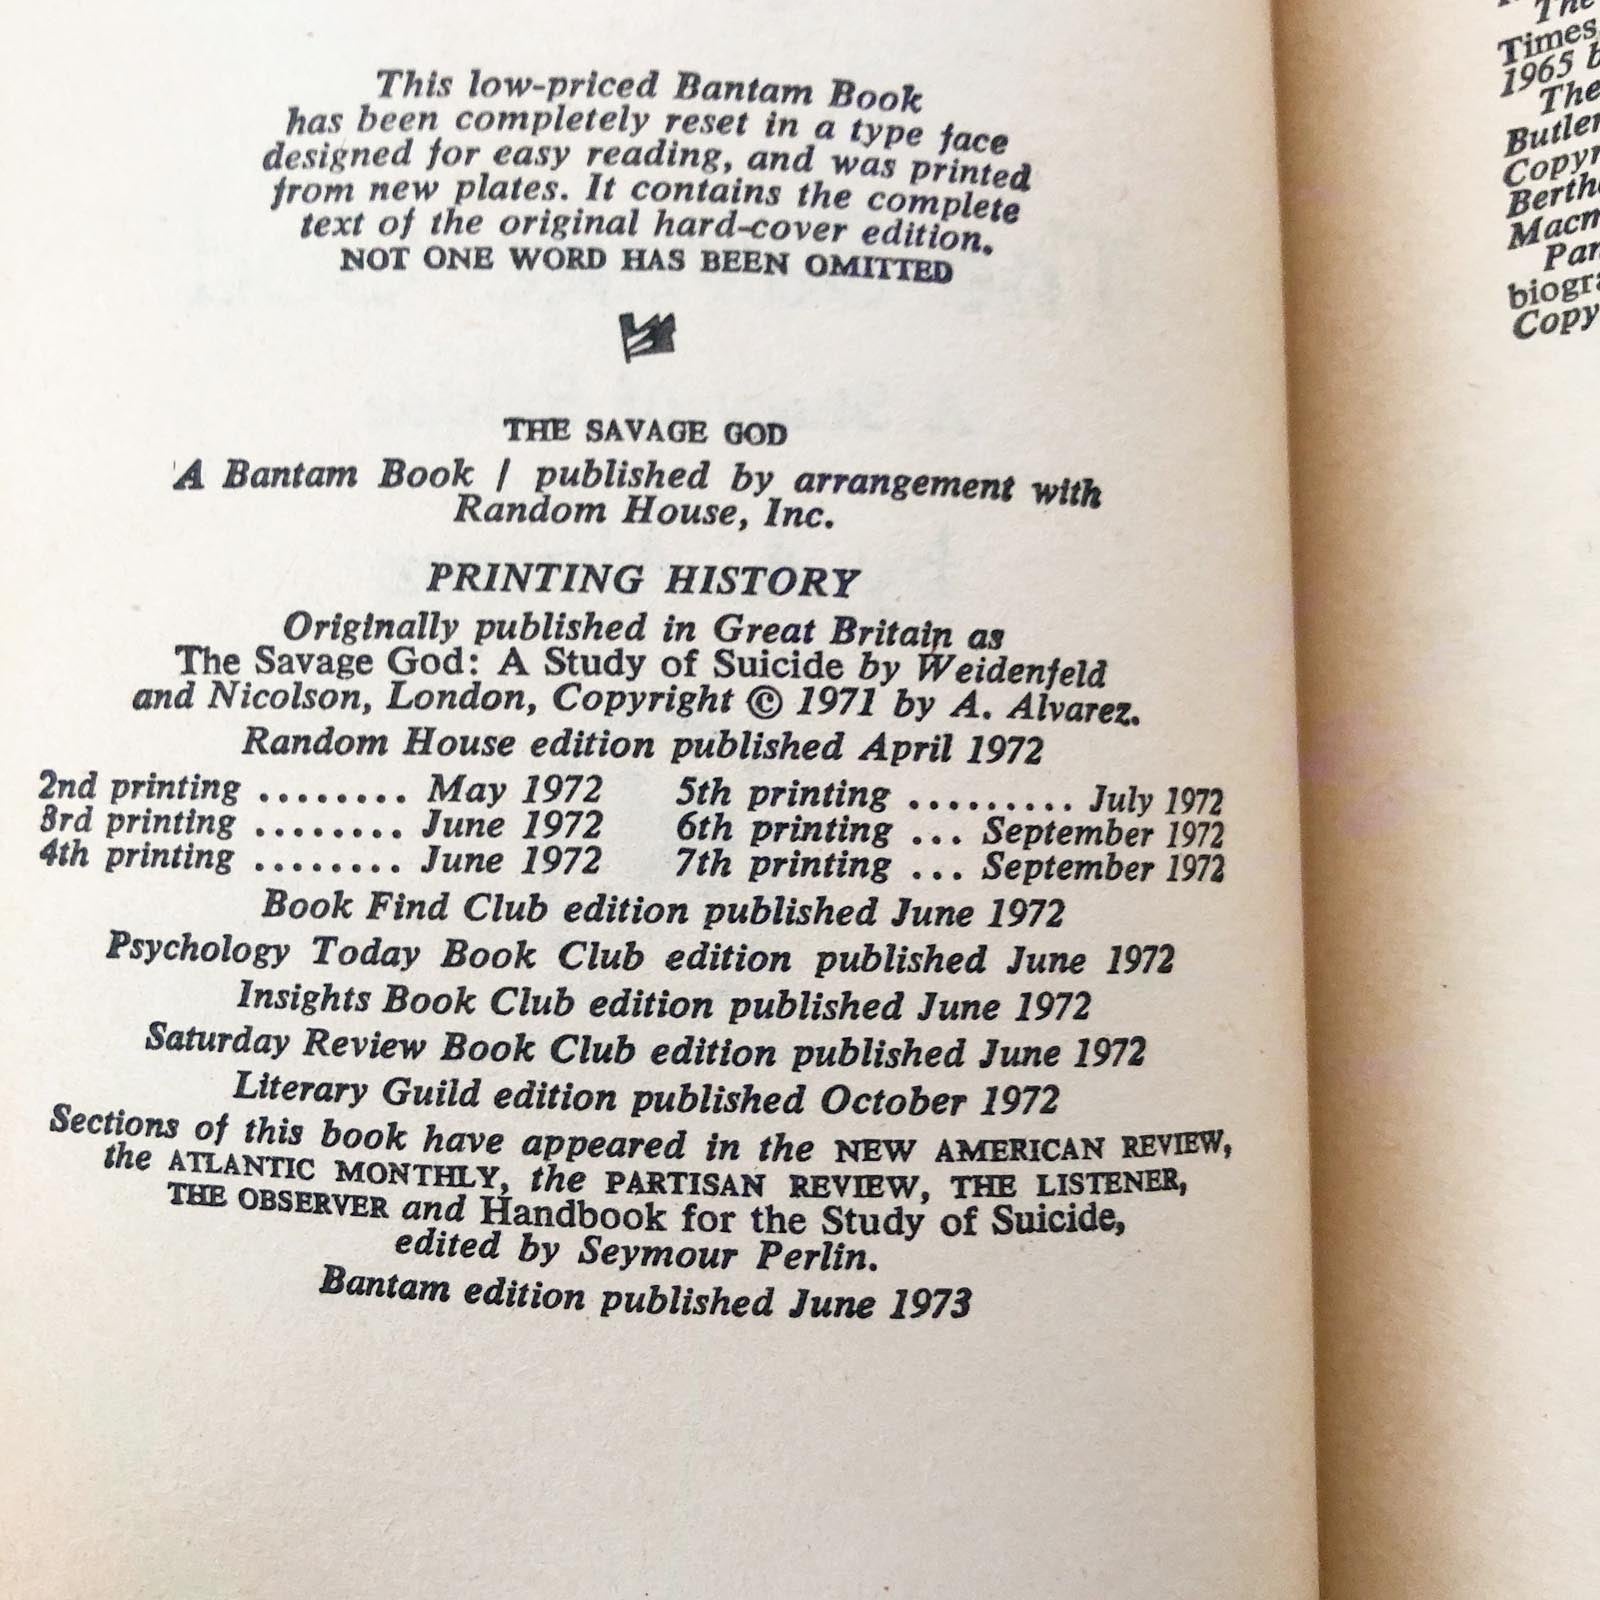 This low-priced Bantam Book
has been completely reset in a type face
designed for easy reading, and was printed
from new plates. It contains the complete
text of the original hard-cover edition.
NOT ONE WORD HAS BEEN OMITTED
THE SAVAGE GOD
A Bantam Book / published by arrangement with
Random House, Inc.
PRINTING HISTORY
Originally published in Great Britain as
The Savage God: A Study of Suicide by Weidenfeld
and Nicolson, London, Copyright © 1971 by A. Alvarez.
Random House edition published April 1972
2nd printing ........ May 1972 5th printing ......... July 1972
3rd printing ........ June 1972 6th printing ... September 1972
4th printing ........ June 1972 7th printing ... September 1972
Book Find Club edition published June 1972
Psychology Today Book Club edition published June 1972
Insights Book Club edition published June 1972
Saturday Review Book Club edition published June 1972
Literary Guild edition published October 1972
Sections of this book have appeared in the NEW AMERICAN REVIEW,
the ATLANTIC MONTHLY, the PARTISAN REVIEW, THE LISTENER,
THE OBSERVER and Handbook for the Study of Suicide,
edited by Seymour Perlin.
Bantam edition published June 1973
The
Times,
1965 b
The
Butler
Copyr
Berth
Macm
Par
biogra
Copy